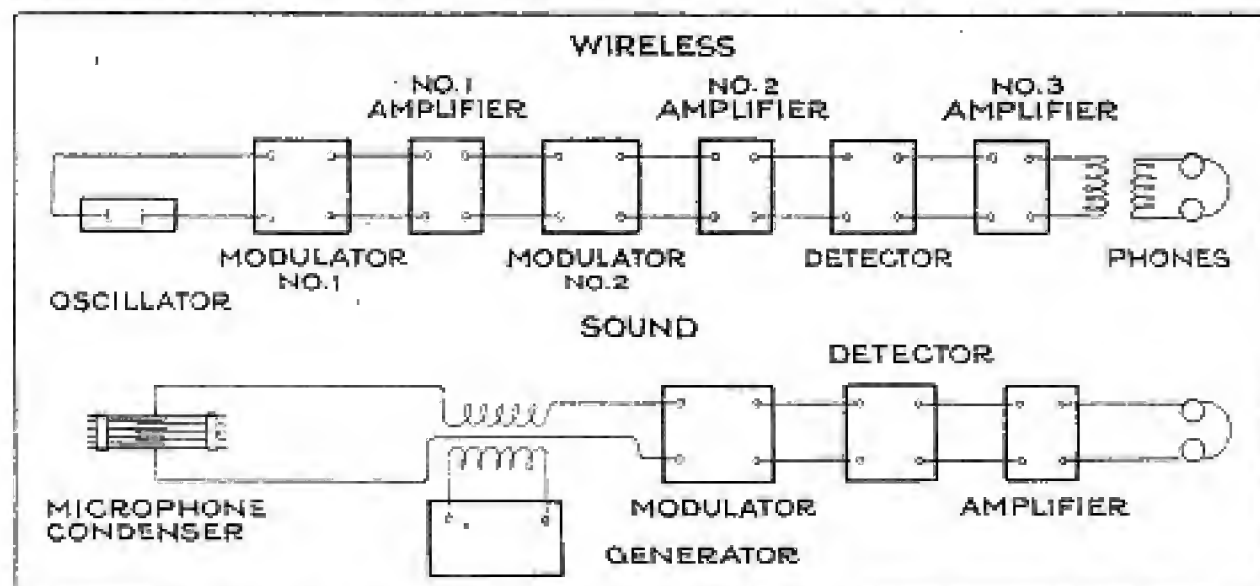 WIRELESS
NO.1
AMPLIFIER
NO.2
AMPLIFIER
NO.3
AMPLIFIER
MODULATOR
NO.1
MODULATOR
NO.2
DETECTOR
PHONES
OSCILLATOR
SOUND
DETECTOR
MICROPHONE
CONDENSER
GENERATOR
MODULATOR
AMPLIFIER